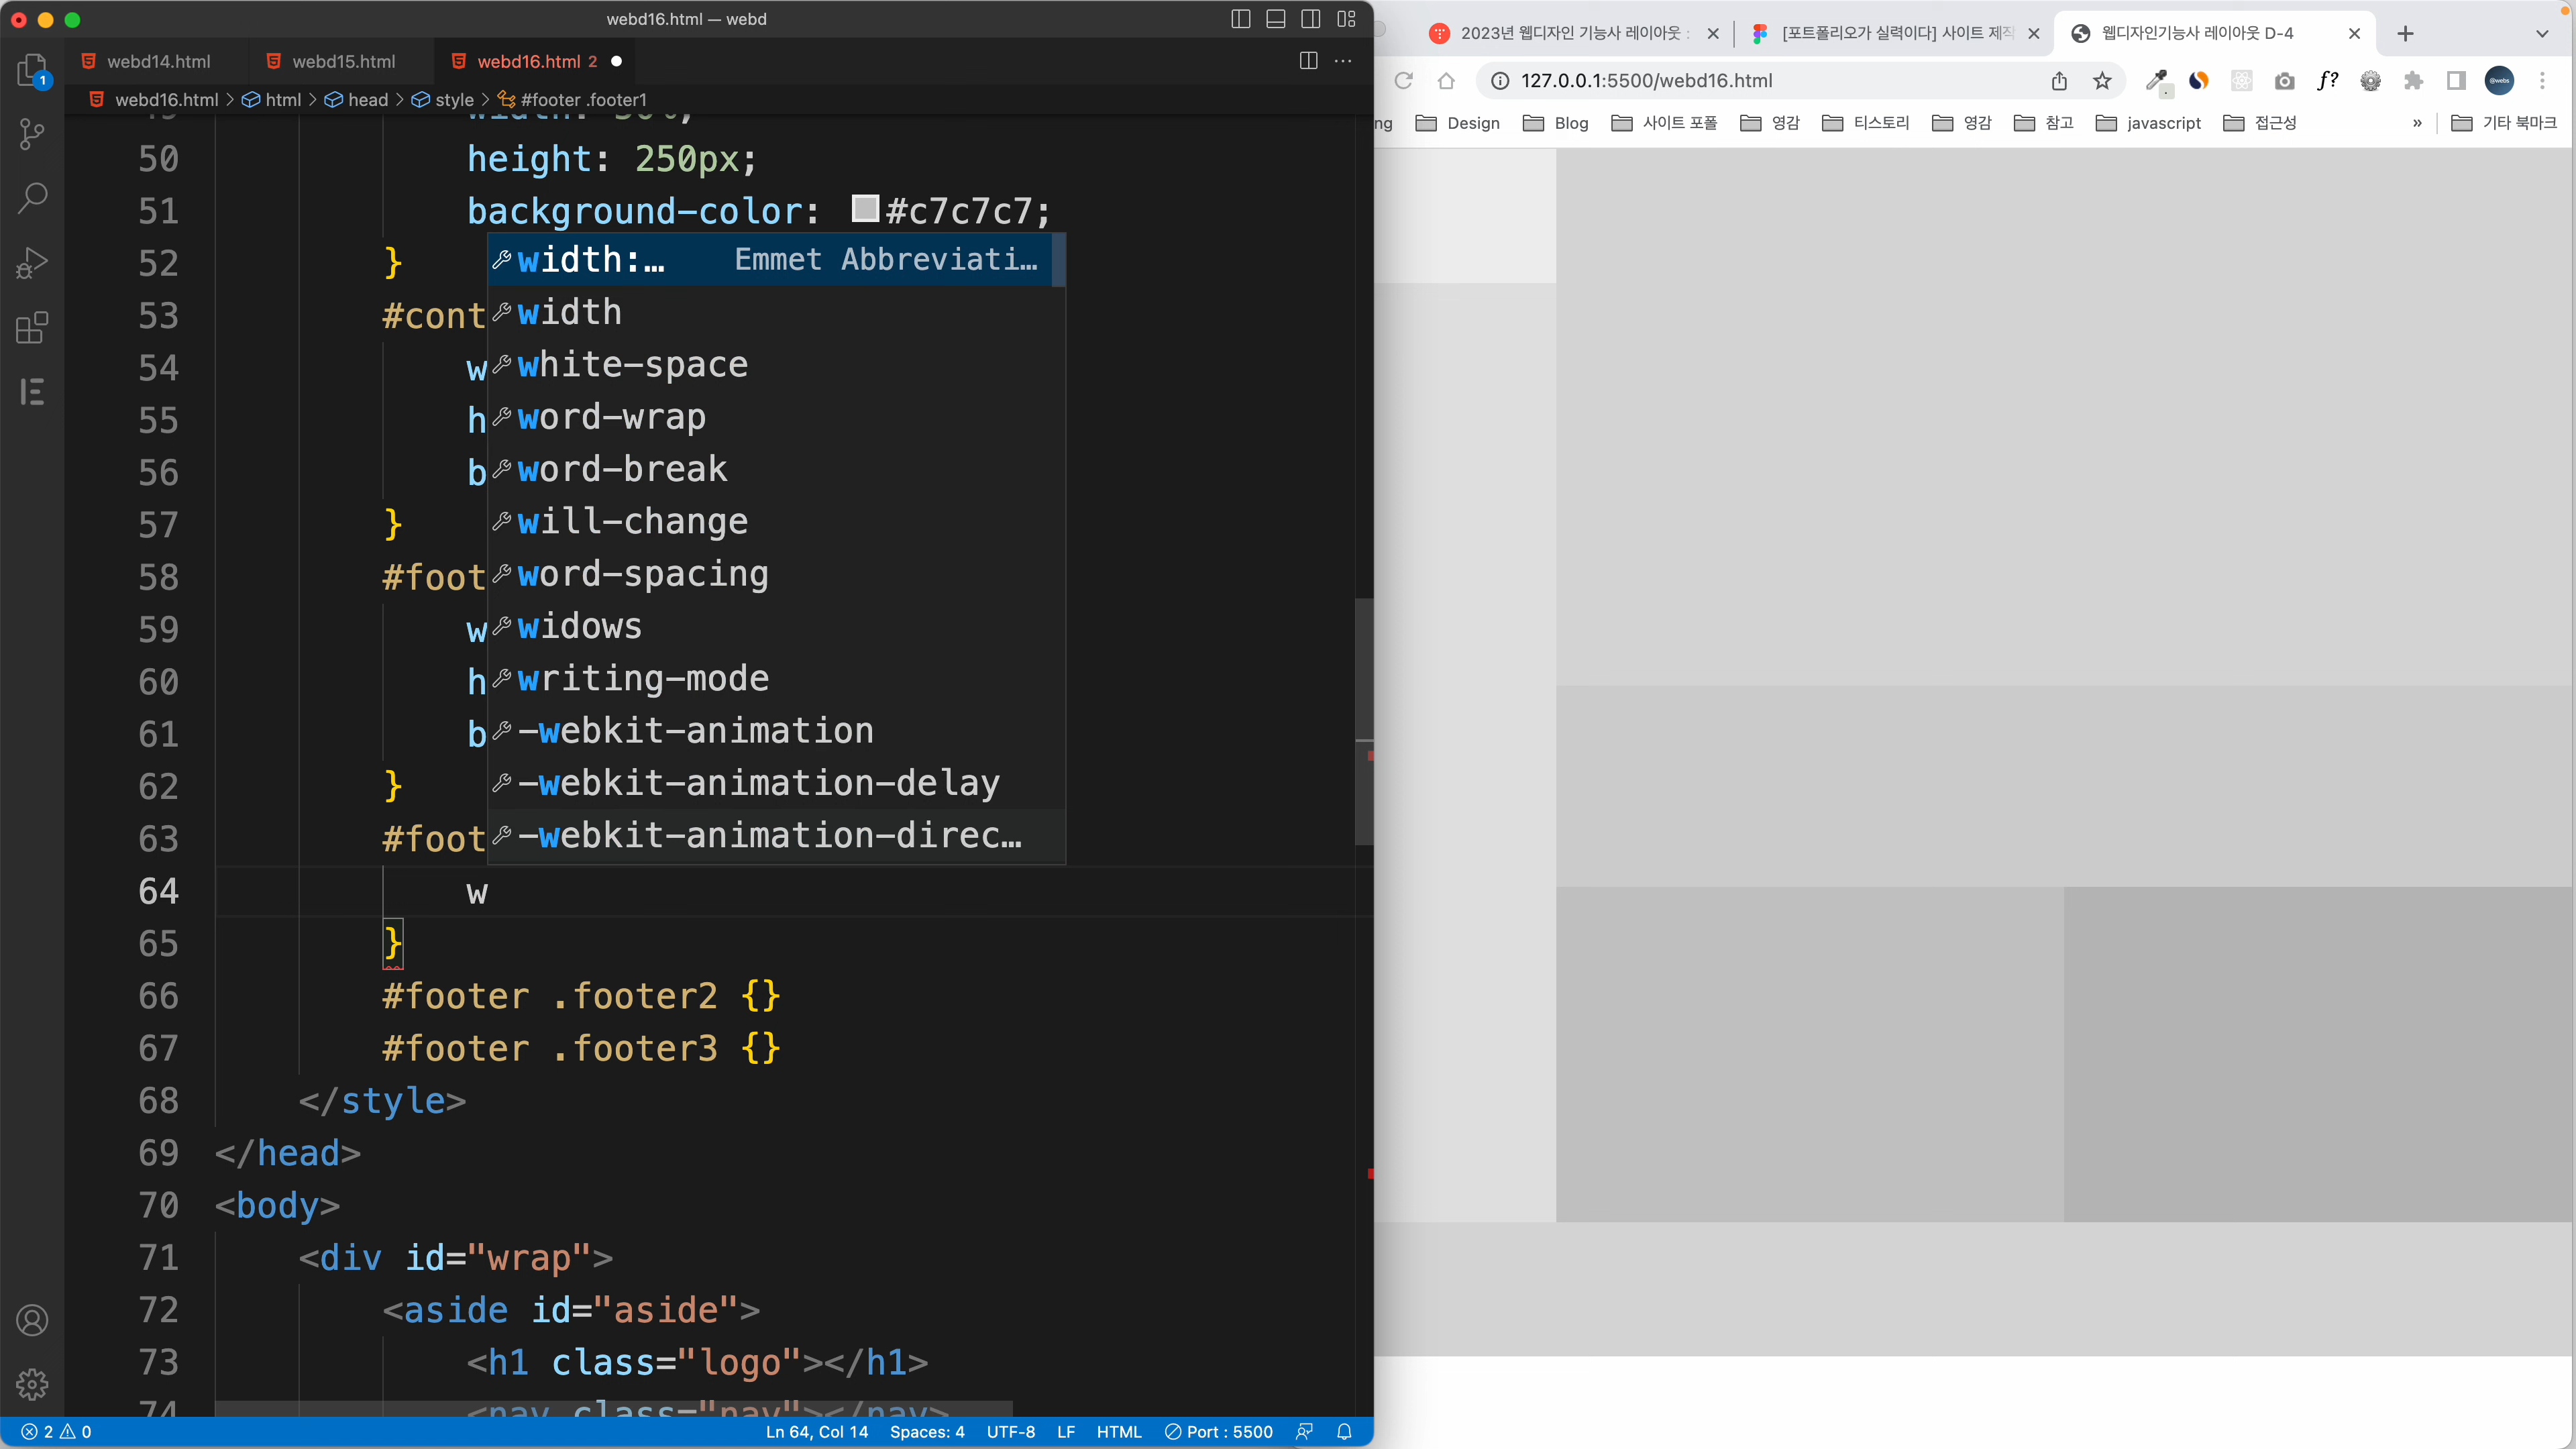 webd16.html — webd
webd14.html
webd15.html
webd16.html 2
webd16.html > html > head > style > #footer .footer1
50 height: 250px;
51 background-color: #c7c7c7;
52 }
53 #cont
54 w
55 h
56 b
57 }
58 #foot
59 w
60 h
61 b
62 }
63 #foot
64 w
65 }
66 #footer .footer2 {}
67 #footer .footer3 {}
68 </style>
69 </head>
70 <body>
71 <div id="wrap">
72 <aside id="aside">
73 <h1 class="logo"></h1>
74 <nav class="nav"></nav>
width:… Emmet Abbreviati…
width
white-space
word-wrap
word-break
will-change
word-spacing
widows
writing-mode
-webkit-animation
-webkit-animation-delay
-webkit-animation-direc…
1
2 0
Ln 64, Col 14 Spaces: 4 UTF-8 LF HTML Port : 5500
2023년 웹디자인 기능사 레이아웃 :
[포트폴리오가 실력이다] 사이트 제작
웹디자인기능사 레이아웃 D-4
127.0.0.1:5500/webd16.html
f?
ng Design Blog 사이트 포폴 영감 티스토리 영감 참고 javascript 접근성 » 기타 북마크